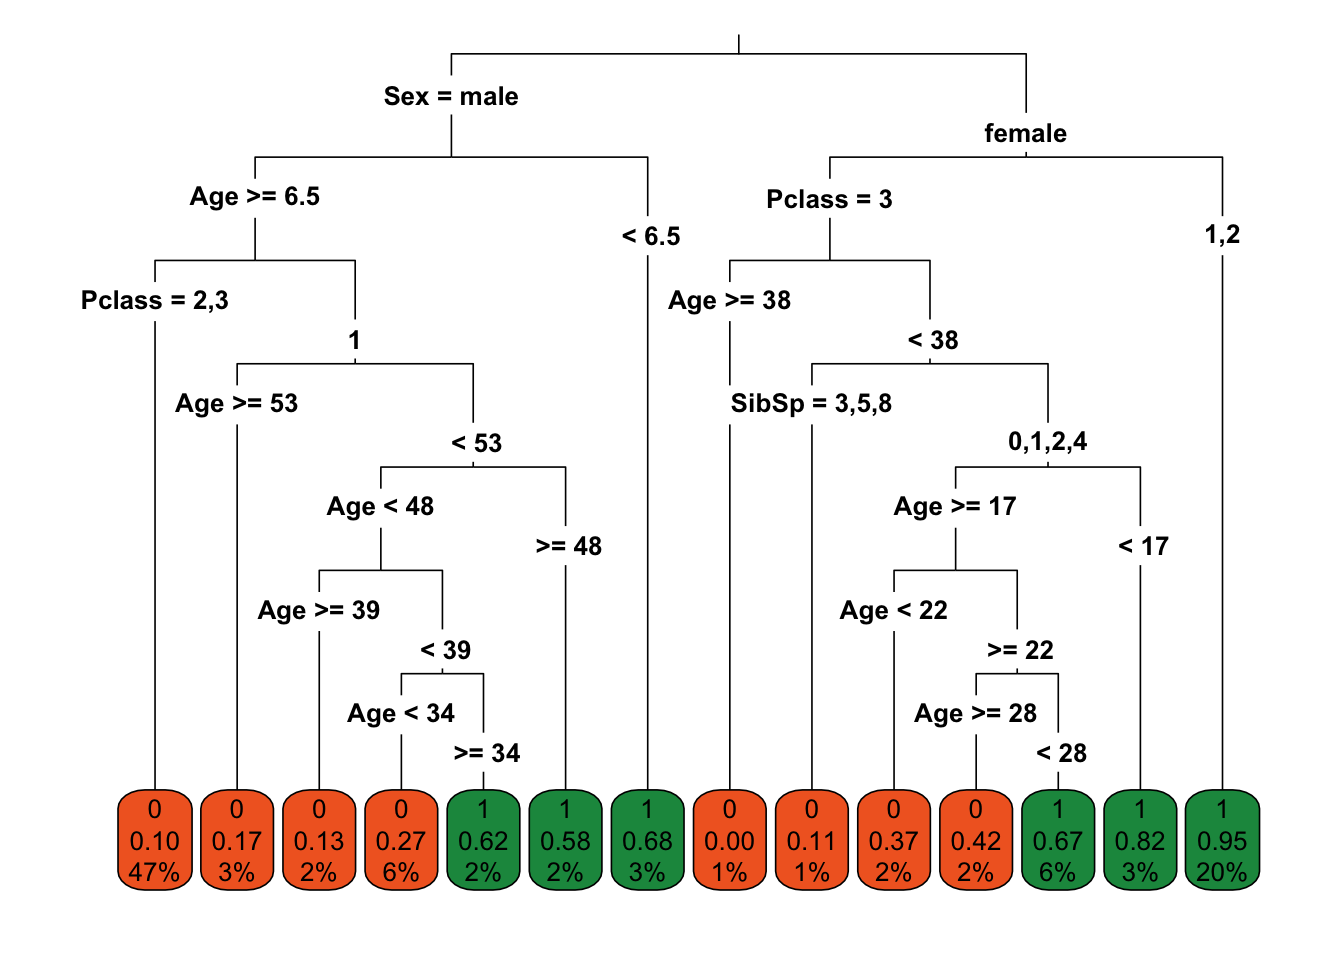 Sex = male
female
Age >= 6.5
Pclass = 3
< 6.5
1,2
Pclass = 2,3
Age >= 38
1
< 38
Age >= 53
SibSp = 3,5,8
< 53
0,1,2,4
Age < 48
Age >= 17
>= 48
< 17
Age >= 39
Age < 22
< 39
>= 22
Age < 34
Age >= 28
>= 34
< 28
0 0 0 0 1 1 1 0 0 0 0 1 1 1
0.10 0.17 0.13 0.27 0.62 0.58 0.68 0.00 0.11 0.37 0.42 0.67 0.82 0.95
47% 3% 2% 6% 2% 2% 3% 1% 1% 2% 2% 6% 3% 20%